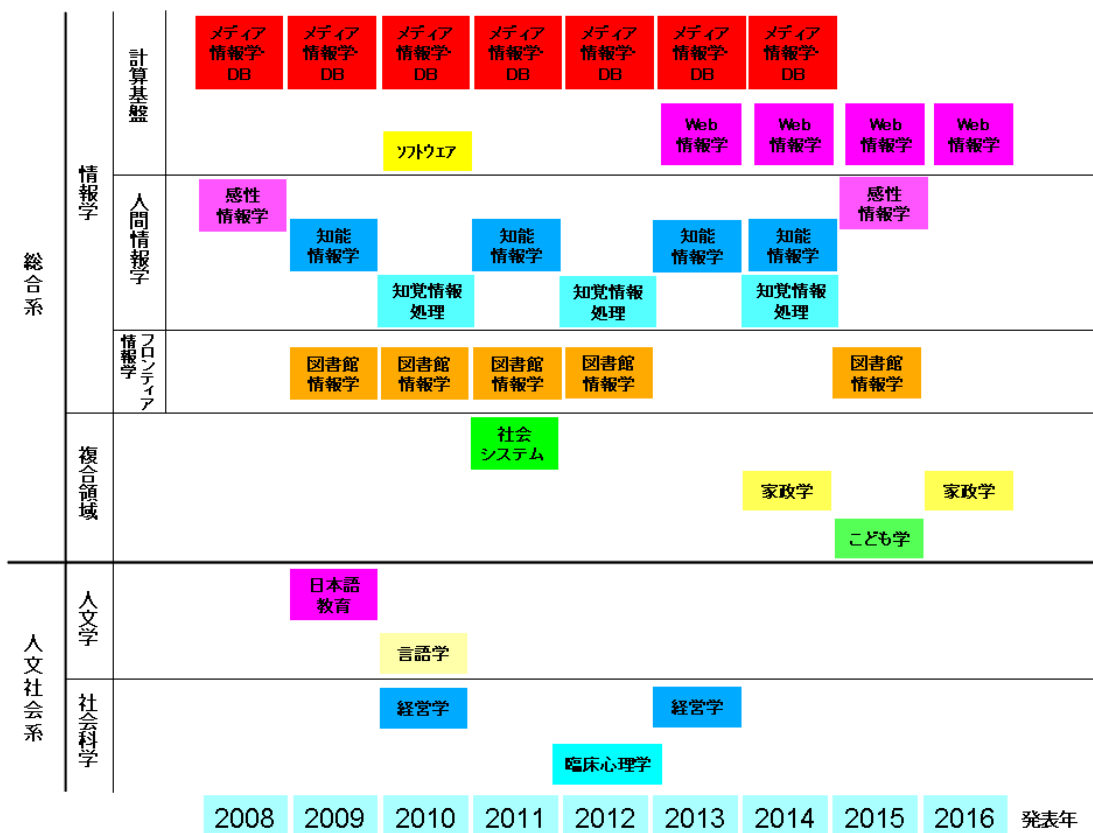 総合系
情報学
計算基盤
メディア
情報学・
DB
メディア
情報学・
DB
メディア
情報学・
DB
メディア
情報学・
DB
メディア
情報学・
DB
メディア
情報学・
DB
メディア
情報学・
DB
ソフトウェア
Web
情報学
Web
情報学
Web
情報学
Web
情報学
人間情報学
感性
情報学
感性
情報学
知能
情報学
知能
情報学
知能
情報学
知能
情報学
知覚情報
処理
知覚情報
処理
知覚情報
処理
フロンティア
情報学
図書館
情報学
図書館
情報学
図書館
情報学
図書館
情報学
図書館
情報学
複合領域
社会
システム
家政学
家政学
こども学
人文社会系
人文学
日本語
教育
言語学
社会科学
経営学
経営学
臨床心理学
2008
2009
2010
2011
2012
2013
2014
2015
2016
発表年